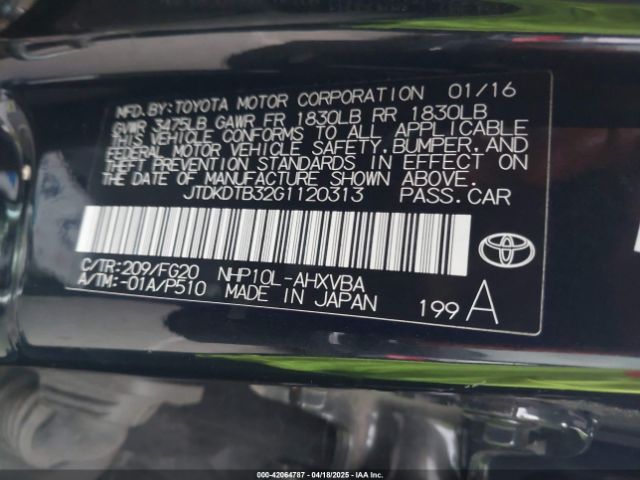 MFD.BY:TOYOTA MOTOR CORPORATION 01/16
GVWR 3475LB GAWR FR 1830LB RR 1830LB
THIS VEHICLE CONFORMS TO ALL APPLICABLE
FEDERAL MOTOR VEHICLE SAFETY,BUMPER,AND
THEFT PREVENTION STANDARDS IN EFFECT ON
THE DATE OF MANUFACTURE SHOWN ABOVE.
JTDKDTB32G1120313 PASS.CAR
C/TR:209/FG20 NHP10L-AHXVBA
A/TM:-01A/P510 MADE IN JAPAN
199 A
000-42064787 - 04/18/2025 - IAA Inc.